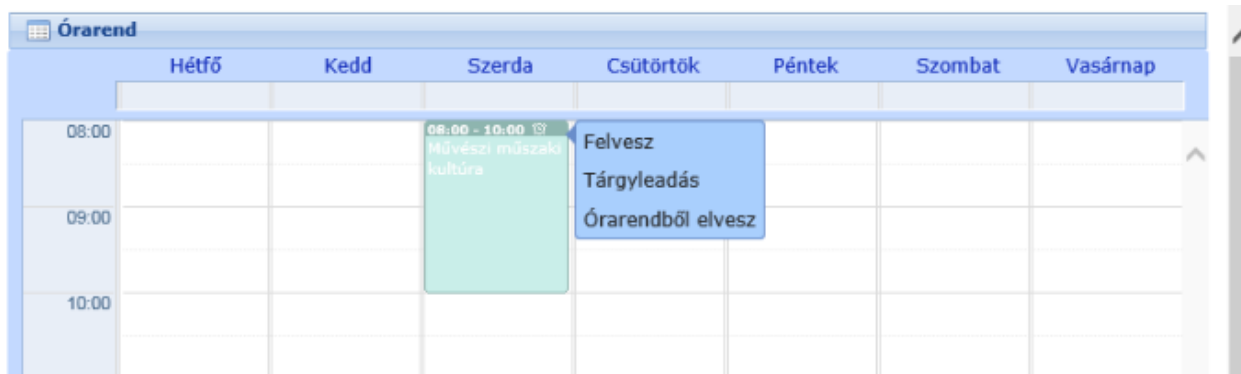 Órarend
Hétfő Kedd Szerda Csütörtök Péntek Szombat Vasárnap
08:00
08:00 - 10:00
Művészi műszaki
kultúra
Felvesz
Tárgyleadás
Órarendből elvesz
09:00
10:00